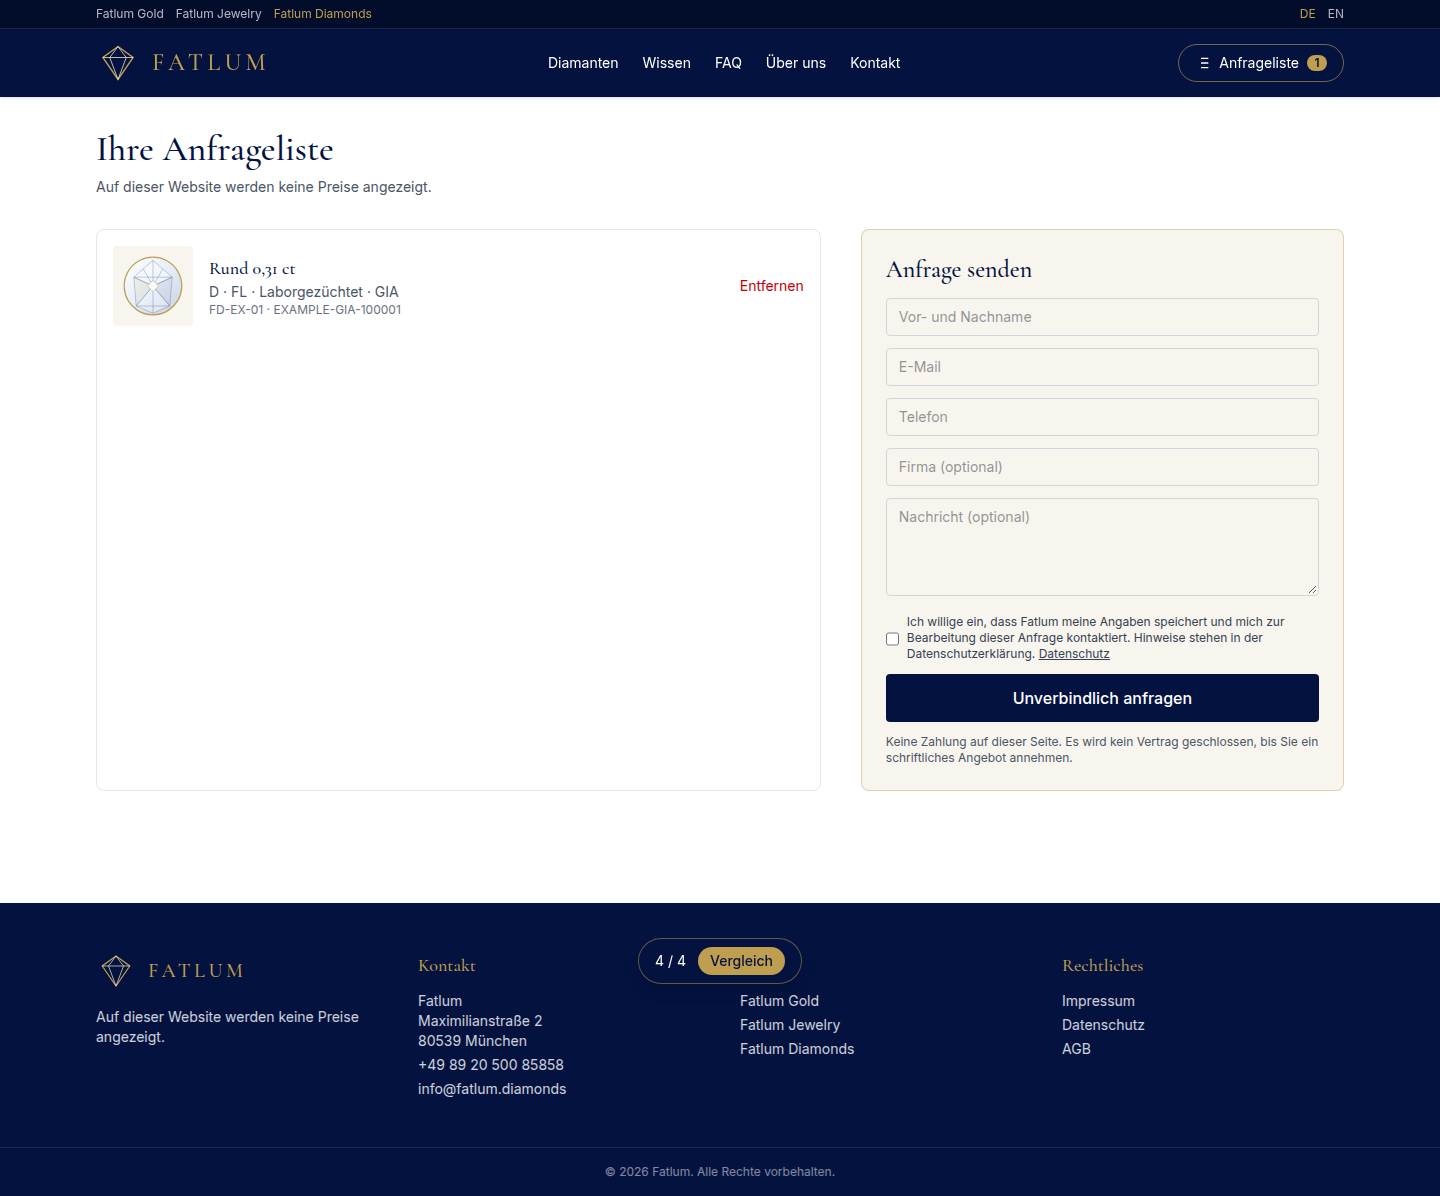 Fatlum Gold Fatlum Jewelry Fatlum Diamonds
DE EN
FATLUM
Diamanten Wissen FAQ Über uns Kontakt
Anfrageliste 1
Ihre Anfrageliste
Auf dieser Website werden keine Preise angezeigt.
Rund 0,31 ct
D · FL · Laborgezüchtet · GIA
FD-EX-01 · EXAMPLE-GIA-100001
Entfernen
Anfrage senden
Vor- und Nachname
E-Mail
Telefon
Firma (optional)
Nachricht (optional)
Ich willige ein, dass Fatlum meine Angaben speichert und mich zur
Bearbeitung dieser Anfrage kontaktiert. Hinweise stehen in der
Datenschutzerklärung. Datenschutz
Unverbindlich anfragen
Keine Zahlung auf dieser Seite. Es wird kein Vertrag geschlossen, bis Sie ein
schriftliches Angebot annehmen.
FATLUM
Auf dieser Website werden keine Preise
angezeigt.
Kontakt
Fatlum
Maximilianstraße 2
80539 München
+49 89 20 500 85858
info@fatlum.diamonds
4 / 4 Vergleich
Fatlum Gold
Fatlum Jewelry
Fatlum Diamonds
Rechtliches
Impressum
Datenschutz
AGB
© 2026 Fatlum. Alle Rechte vorbehalten.